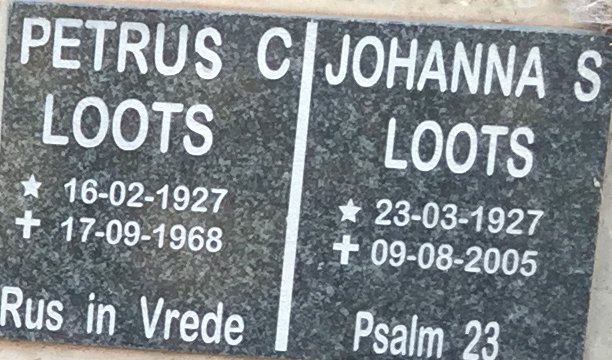 PETRUS C
LOOTS
★ 16-02-1927
✝ 17-09-1968
Rus in Vrede
JOHANNA S
LOOTS
★ 23-03-1927
✝ 09-08-2005
Psalm 23